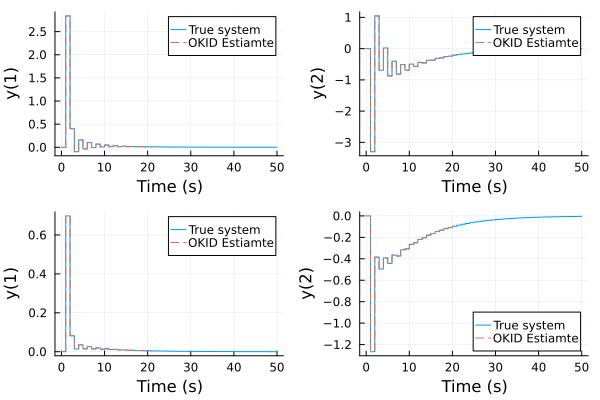 y(1)
2.5
2.0
1.5
1.0
0.5
0.0
True system
OKID Estiamte
0 10 20 30 40 50
Time (s)
y(2)
1
0
−1
−2
−3
True system
OKID Estiamte
0 10 20 30 40 50
Time (s)
y(1)
0.6
0.4
0.2
0.0
True system
OKID Estiamte
0 10 20 30 40 50
Time (s)
y(2)
0.0
−0.2
−0.4
−0.6
−0.8
−1.0
−1.2
True system
OKID Estiamte
0 10 20 30 40 50
Time (s)